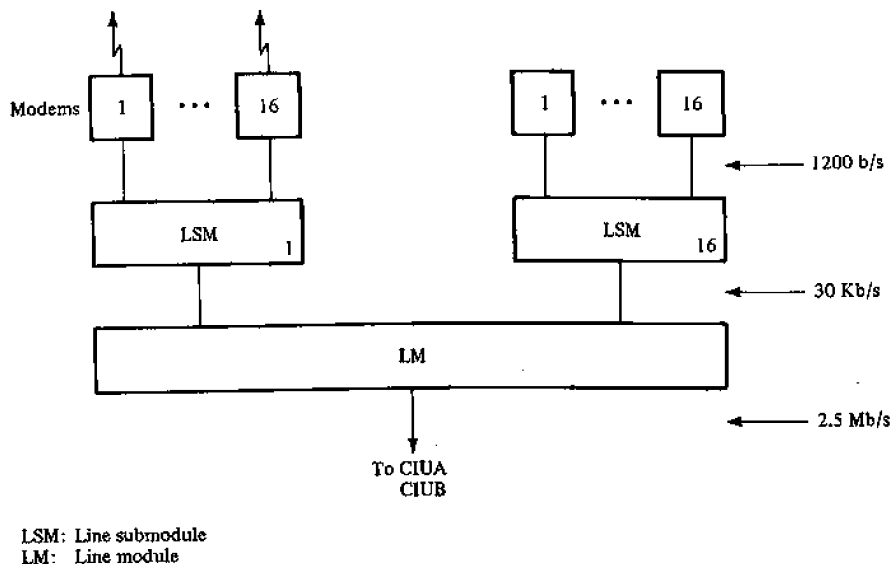 Modems
1 • • • 16
1 • • • 16
1200 b/s
LSM
1
LSM
16
30 Kb/s
LM
2.5 Mb/s
To CIUA
CIUB
LSM: Line submodule
LM: Line module